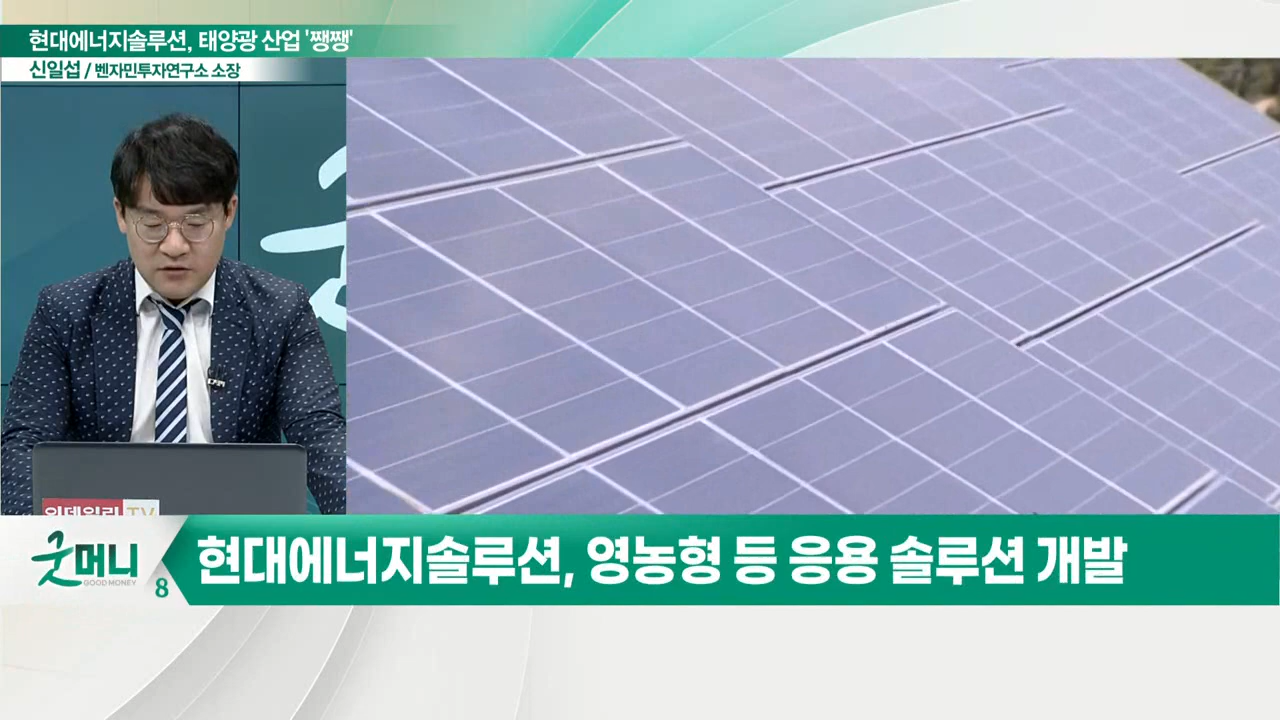 현대에너지솔루션, 태양광 산업 '쨍쨍'
신일섭 / 벤자민투자연구소 소장
이데일리 TV
굿머니
GOOD MONEY
8
현대에너지솔루션, 영농형 등 응용 솔루션 개발